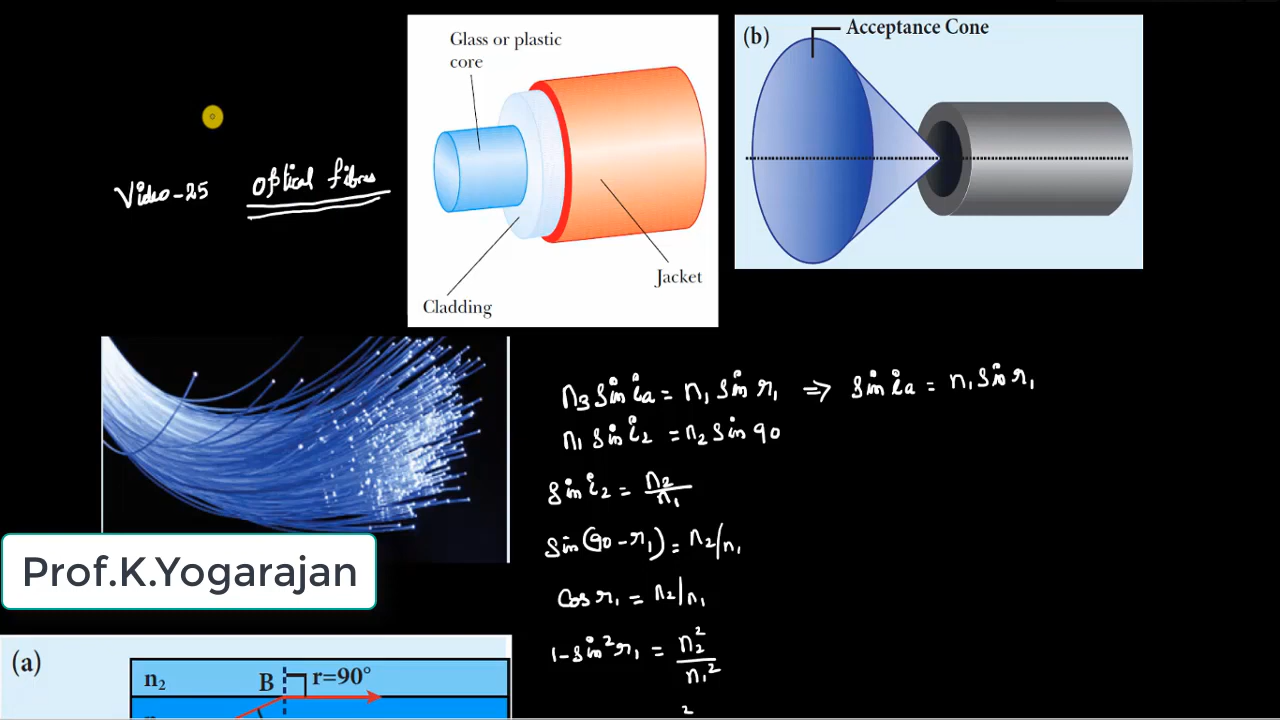 Glass or plastic
core
Cladding
Jacket
(b)
Acceptance Cone
Video-25 optical fibres
n₃ sin iₐ = n₁ sin r₁ ⇒ sin iₐ = n₁ sin r₁
n₁ sin i₂ = n₂ sin 90
sin i₂ = n₂/n₁
sin(90 - r₁) = n₂/n₁
Cos r₁ = n₂/n₁
1-sin²r₁ = n₂²/n₁²
2
Prof.K.Yogarajan
(a)
n₂
B
r=90°